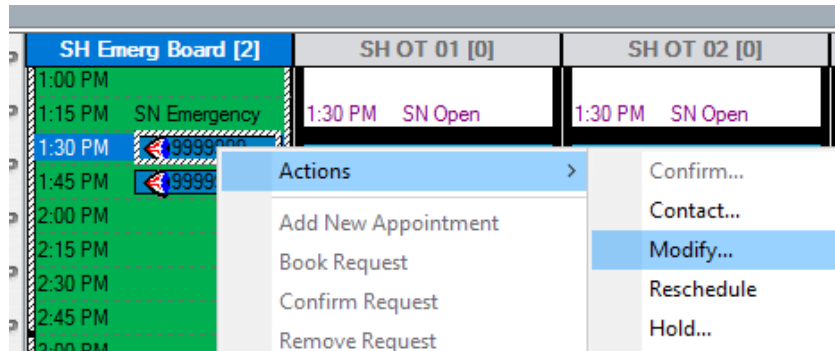 SH Emerg Board [2] SH OT 01 [0] SH OT 02 [0]
1:00 PM
1:15 PM SN Emergency 1:30 PM SN Open 1:30 PM SN Open
1:30 PM
1:45 PM
2:00 PM
2:15 PM
2:30 PM
2:45 PM
3:00 PM
Actions
Add New Appointment
Book Request
Confirm Request
Remove Request
Confirm...
Contact...
Modify...
Reschedule
Hold...